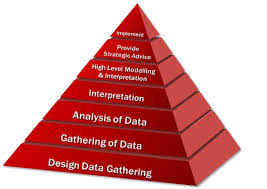 Implement
Provide
Strategic Advice
High Level Modelling
& Interpretation
Interpretation
Analysis of Data
Gathering of Data
Design Data Gathering